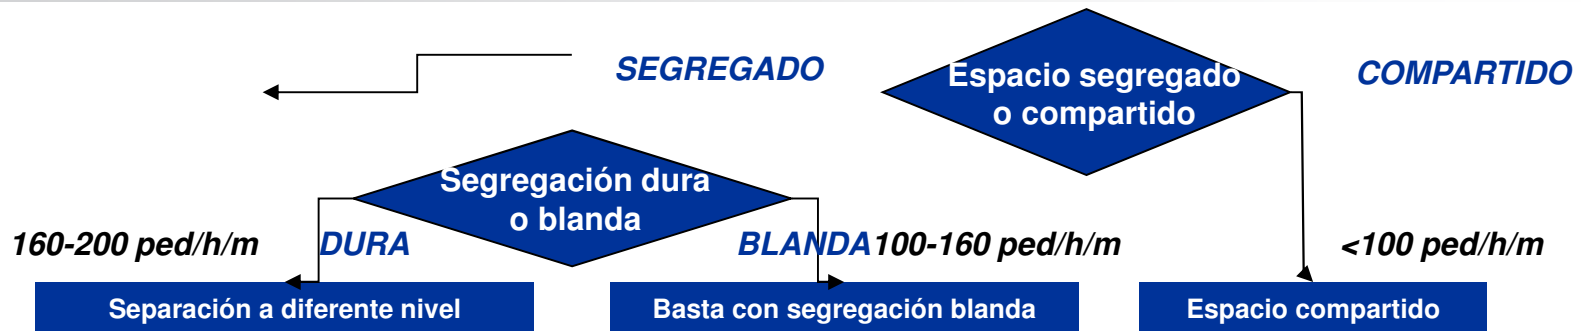 SEGREGADO
Espacio segregado
o compartido
COMPARTIDO
Segregación dura
o blanda
160-200 ped/h/m
DURA
BLANDA
100-160 ped/h/m
<100 ped/h/m
Separación a diferente nivel
Basta con segregación blanda
Espacio compartido